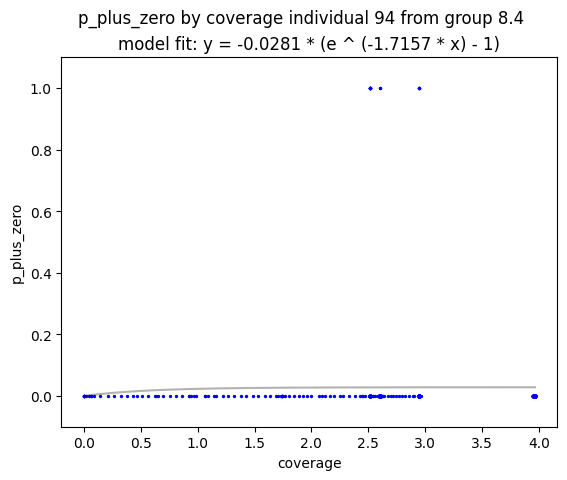 p_plus_zero by coverage individual 94 from group 8.4
model fit: y = -0.0281 * (e ^ (-1.7157 * x) - 1)
1.0
0.8
0.6
0.4
0.2
0.0
p_plus_zero
0.0 0.5 1.0 1.5 2.0 2.5 3.0 3.5 4.0
coverage